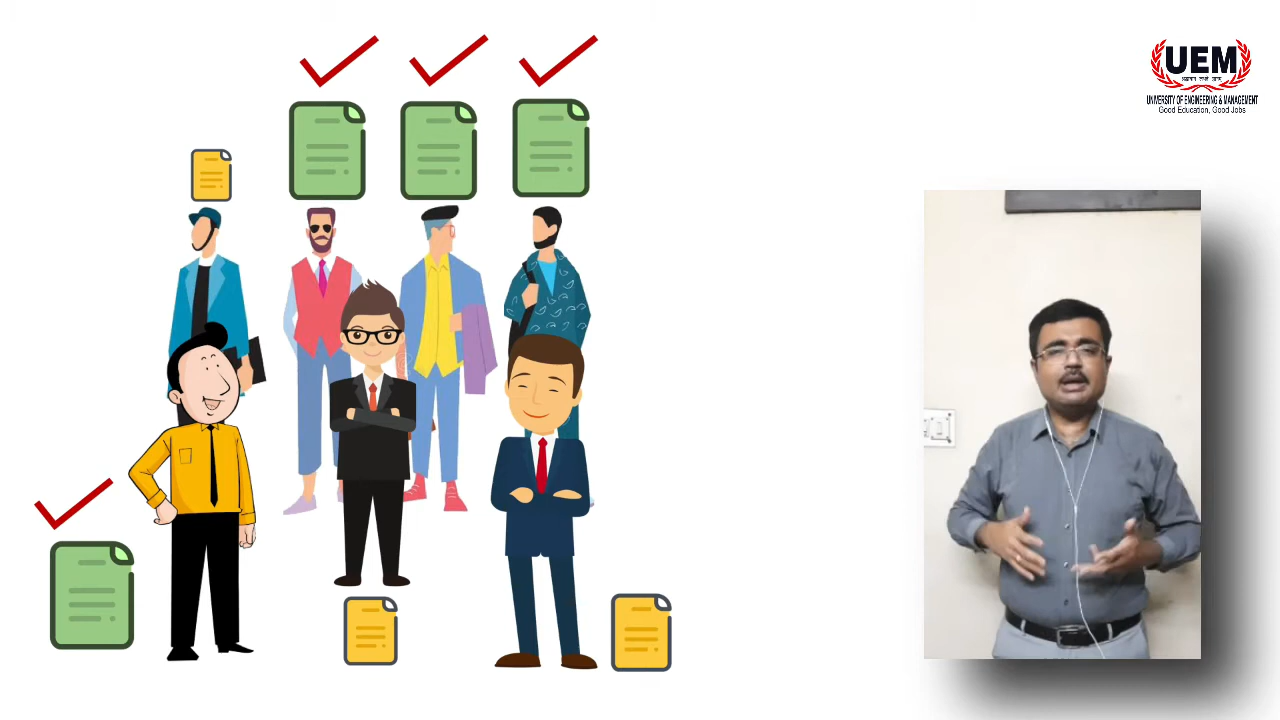 UEM
UNIVERSITY OF ENGINEERING & MANAGEMENT
Good Education, Good Jobs